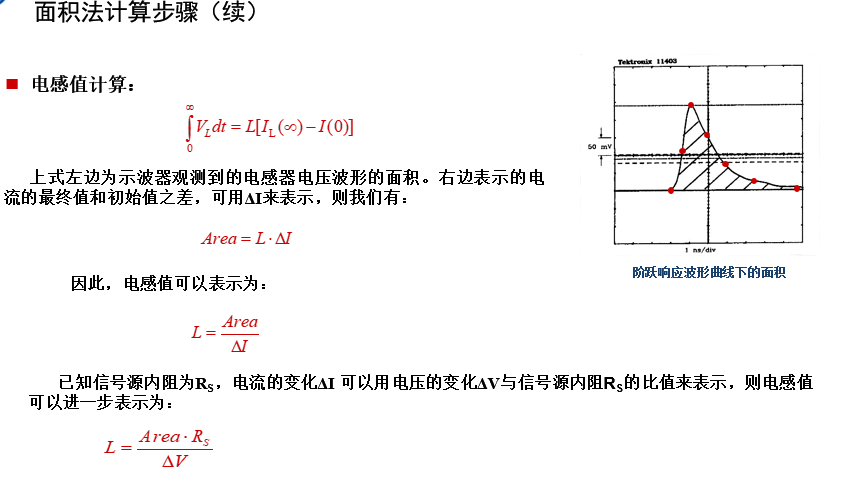 面积法计算步骤（续）
Tektronix 11403
■ 电感值计算：
∫₀^∞ V_L dt = L[I_L(∞) − I(0)]
50 mV
上式左边为示波器观测到的电感器电压波形的面积。右边表示的电
流的最终值和初始值之差，可用ΔI来表示，则我们有：
Area = L · ΔI
1 ns/div
阶跃响应波形曲线下的面积
因此，电感值可以表示为：
L = Area / ΔI
已知信号源内阻为R_S，电流的变化ΔI 可以用电压的变化ΔV与信号源内阻R_S的比值来表示，则电感值
可以进一步表示为：
L = Area · R_S / ΔV